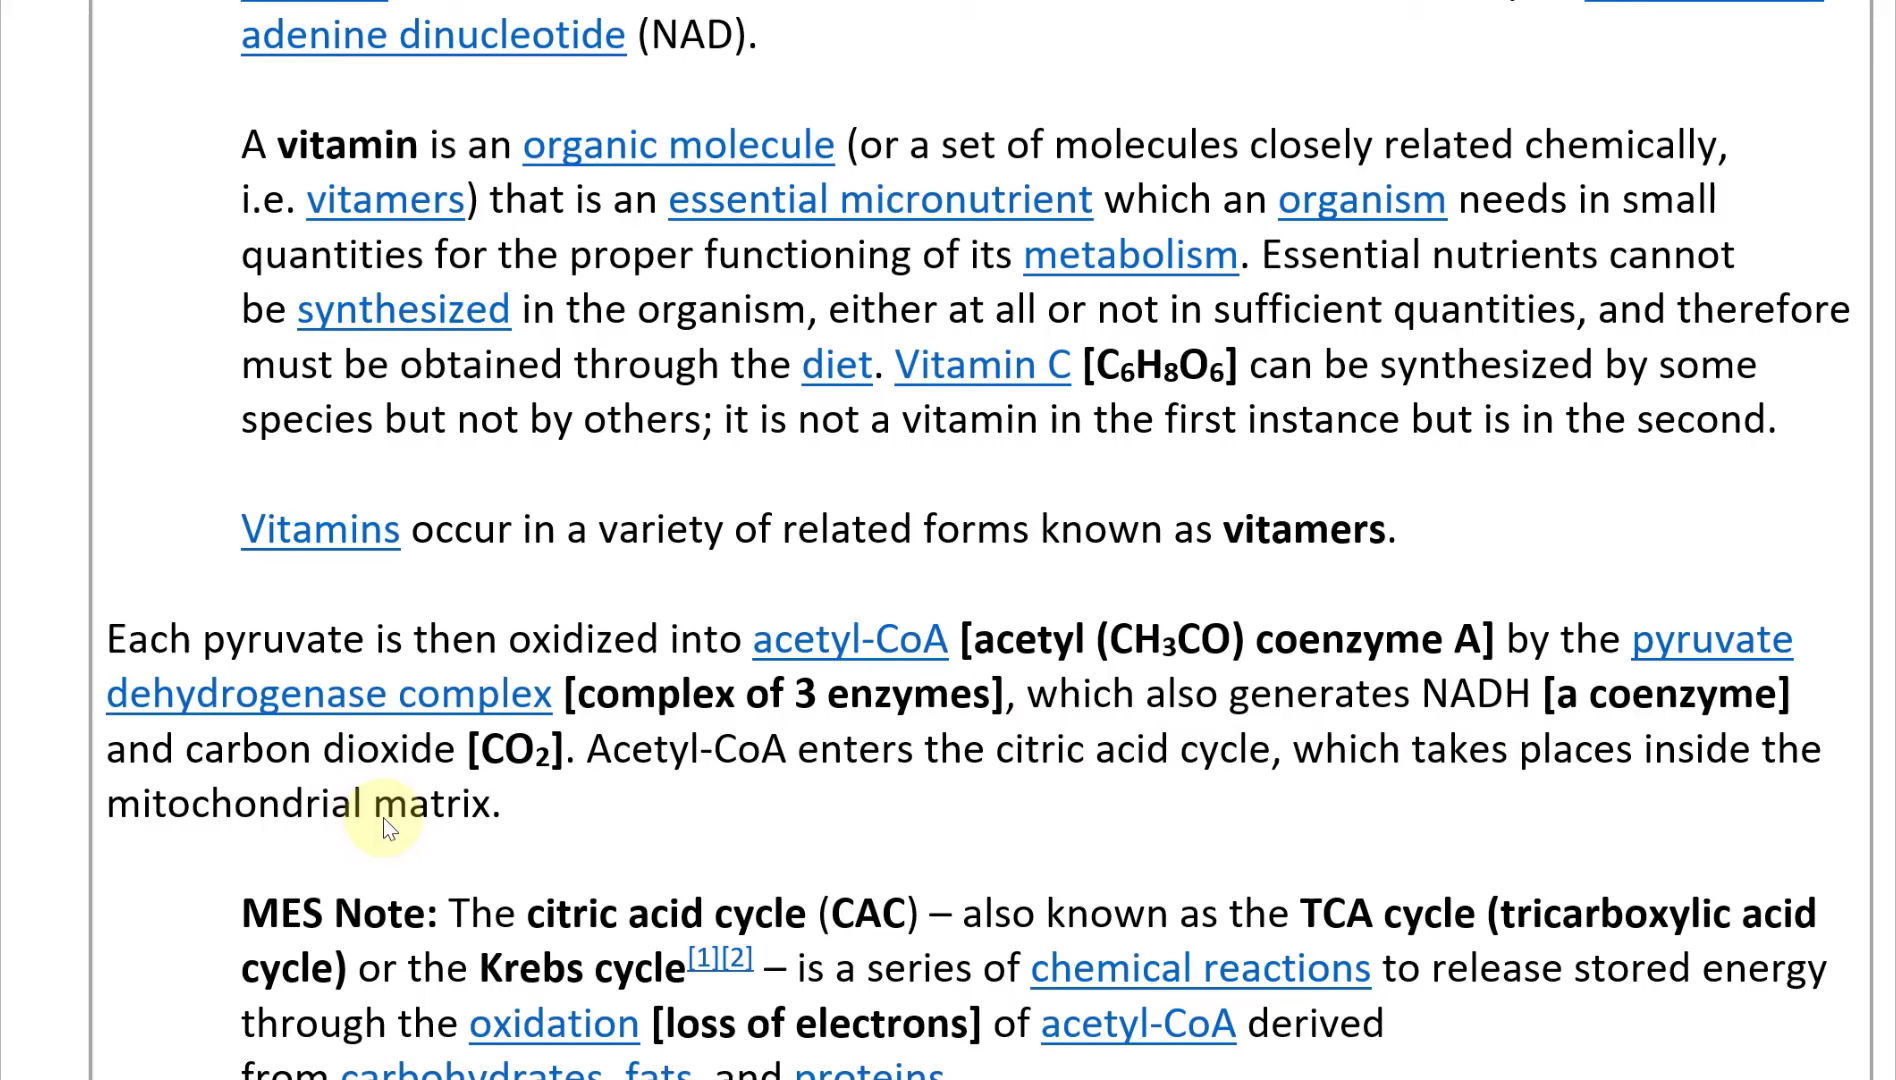 adenine dinucleotide (NAD).
A vitamin is an organic molecule (or a set of molecules closely related chemically,
i.e. vitamers) that is an essential micronutrient which an organism needs in small
quantities for the proper functioning of its metabolism. Essential nutrients cannot
be synthesized in the organism, either at all or not in sufficient quantities, and therefore
must be obtained through the diet. Vitamin C [C₆H₈O₆] can be synthesized by some
species but not by others; it is not a vitamin in the first instance but is in the second.
Vitamins occur in a variety of related forms known as vitamers.
Each pyruvate is then oxidized into acetyl-CoA [acetyl (CH₃CO) coenzyme A] by the pyruvate
dehydrogenase complex [complex of 3 enzymes], which also generates NADH [a coenzyme]
and carbon dioxide [CO₂]. Acetyl-CoA enters the citric acid cycle, which takes places inside the
mitochondrial matrix.
MES Note: The citric acid cycle (CAC) – also known as the TCA cycle (tricarboxylic acid
cycle) or the Krebs cycle[1][2] – is a series of chemical reactions to release stored energy
through the oxidation [loss of electrons] of acetyl-CoA derived
from carbohydrates, fats, and proteins.